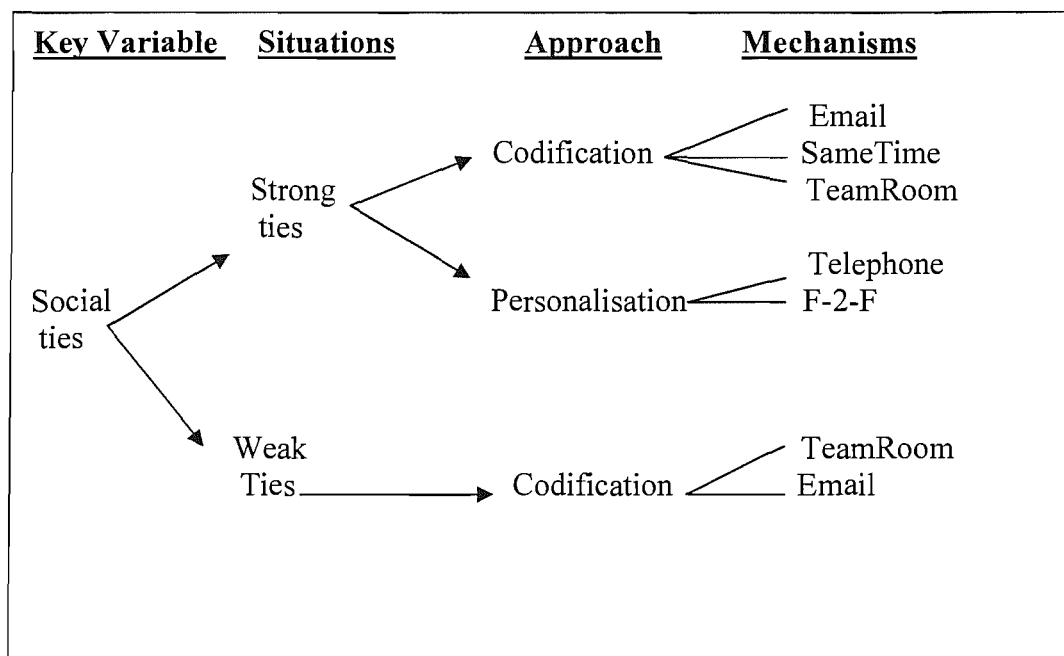 Key Variable Situations Approach Mechanisms
Email
Codification SameTime
Strong TeamRoom
ties
Telephone
Social Personalisation F-2-F
ties
Weak TeamRoom
Ties Codification Email